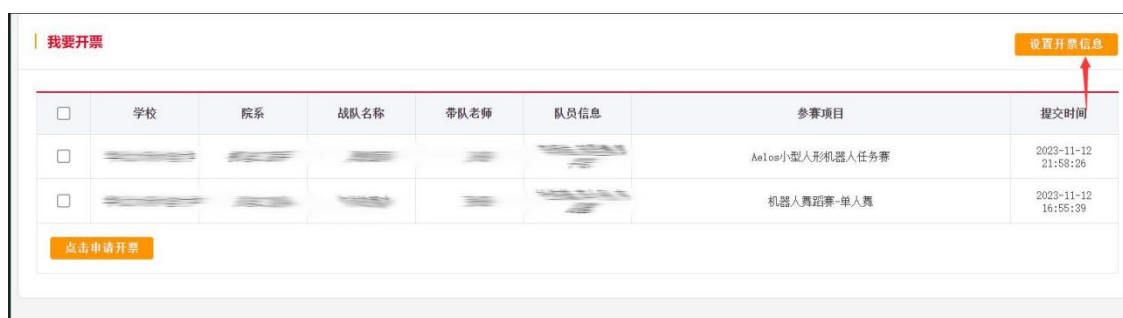 我要开票
设置开票信息
学校 院系 战队名称 带队老师 队员信息 参赛项目 提交时间
Aelos小型人形机器人任务赛 2023-11-12
21:58:26
机器人舞蹈赛-单人舞 2023-11-12
16:55:39
点击申请开票